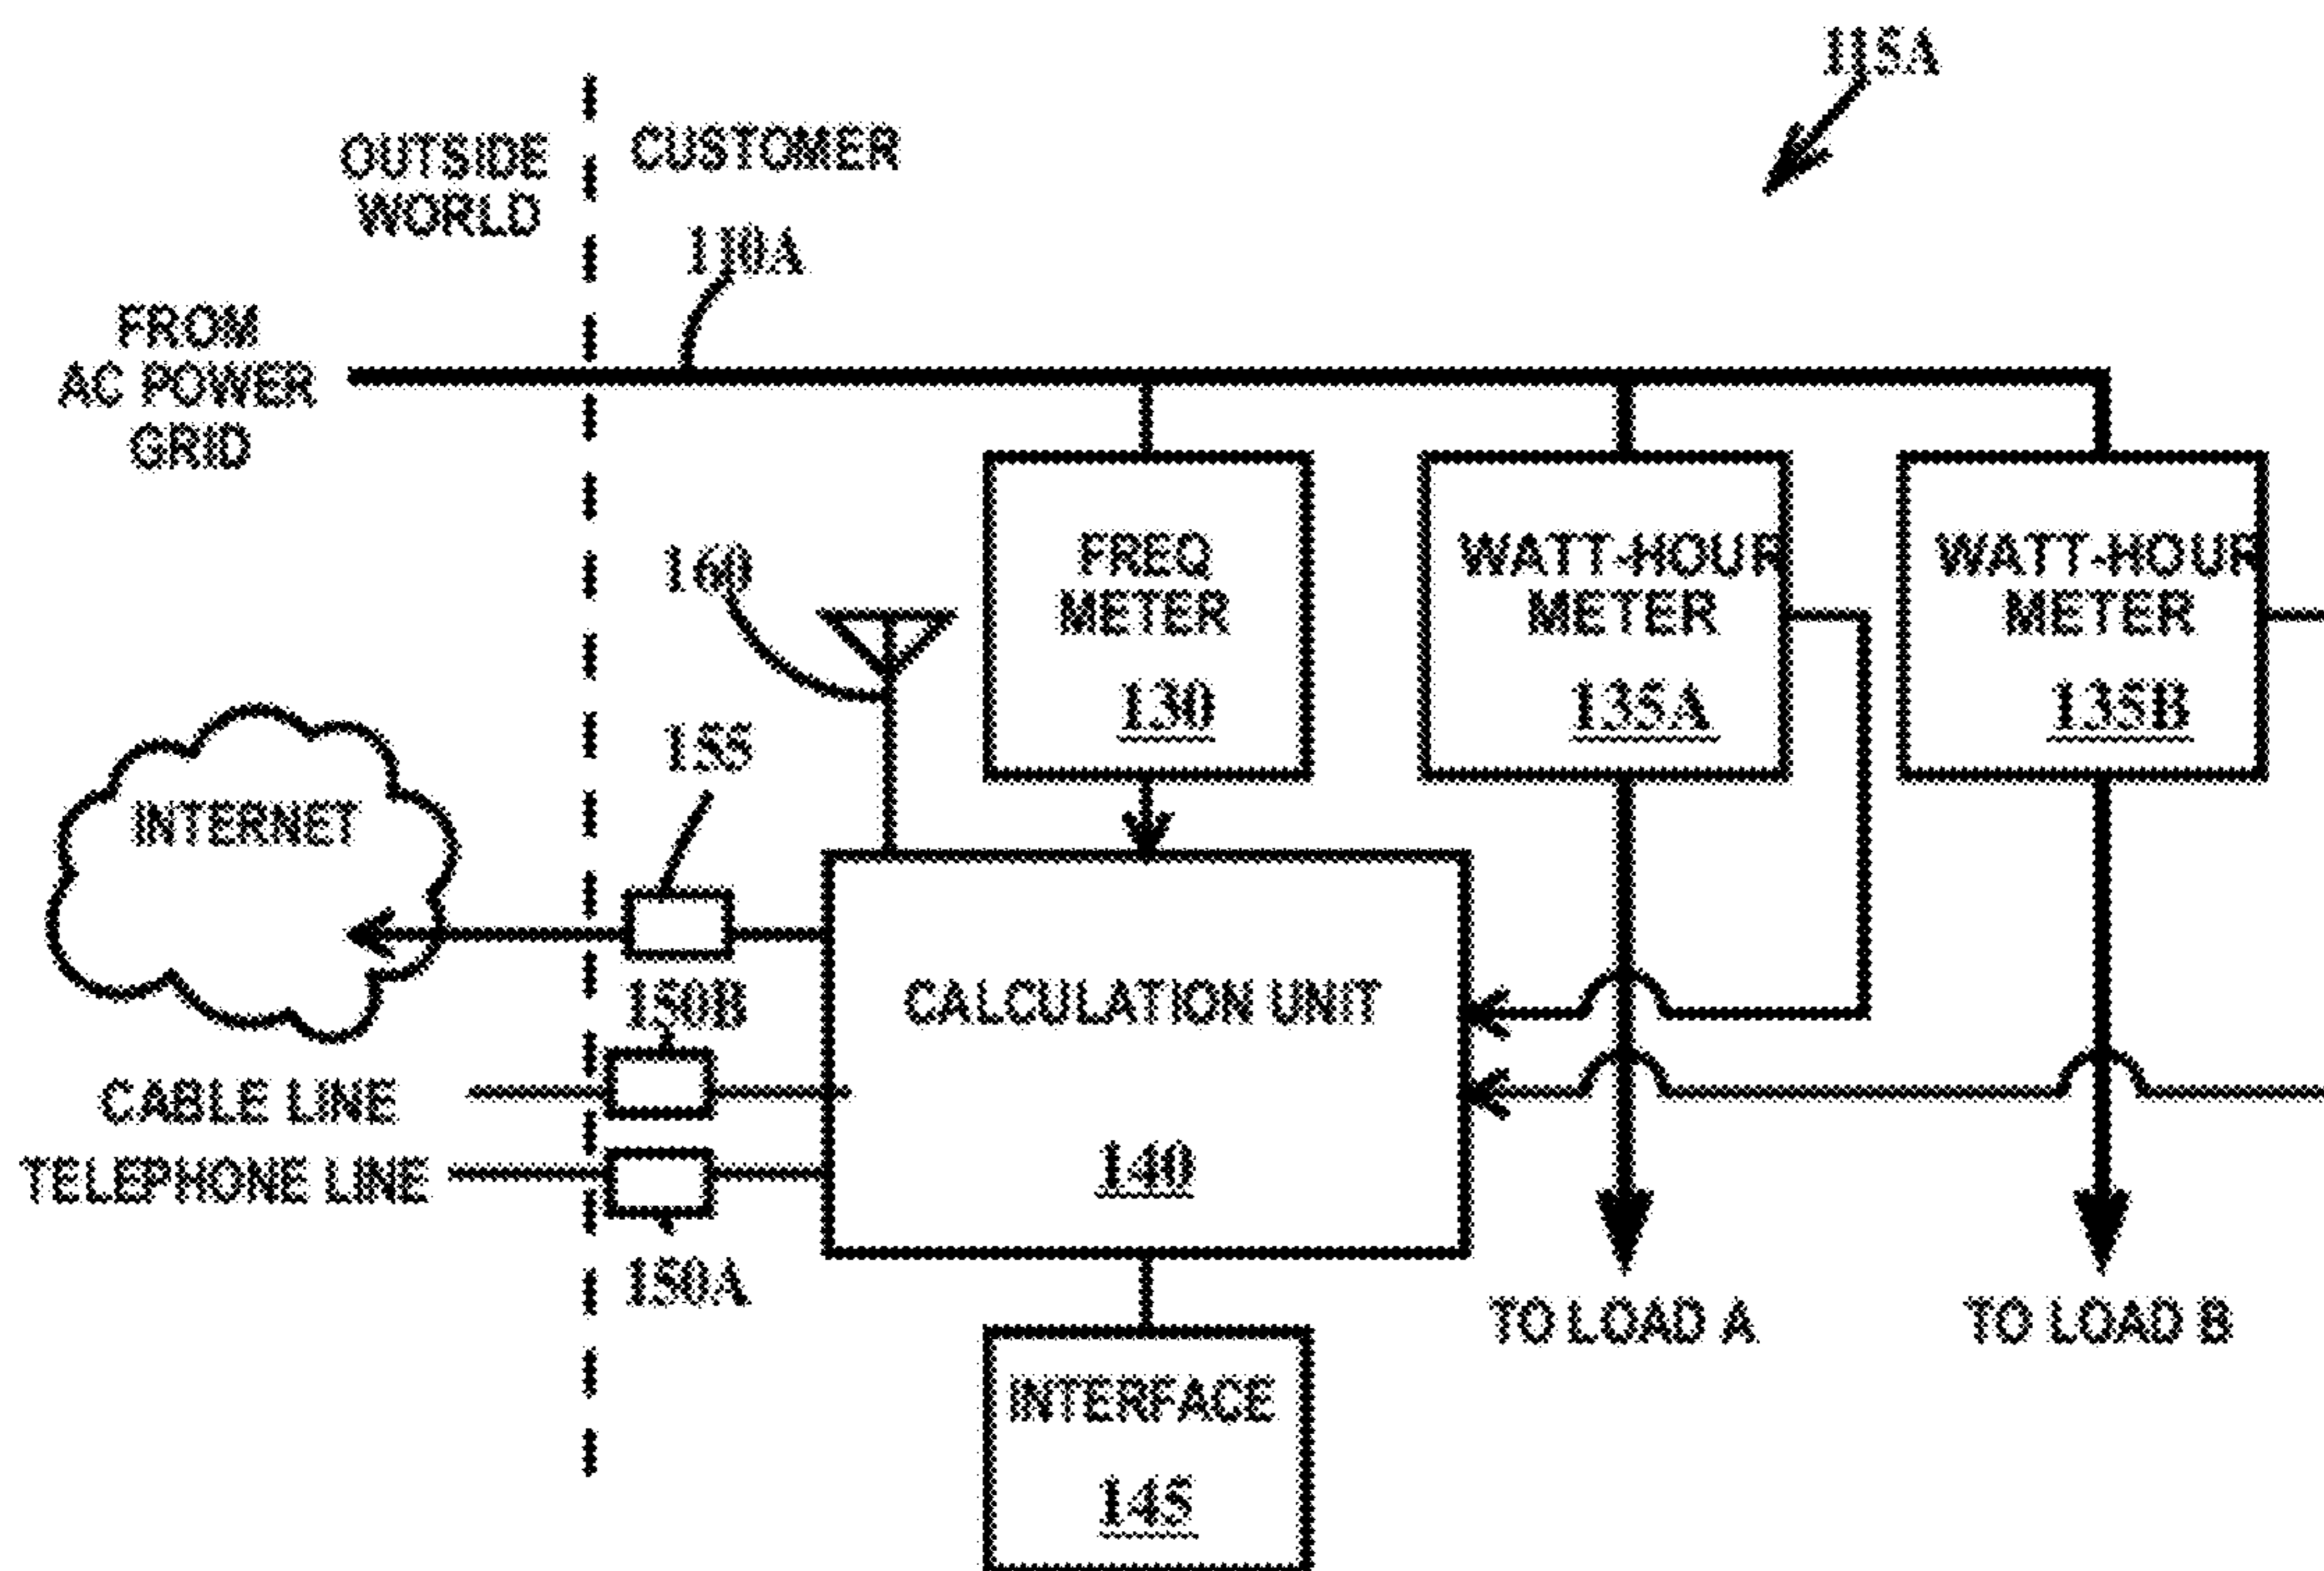 115A
OUTSIDE
WORLD
CUSTOMER
110A
FROM
AC POWER
GRID
160
FREQ
METER
130
WATT-HOUR
METER
135A
WATT-HOUR
METER
135B
155
INTERNET
150B
CALCULATION UNIT
140
CABLE LINE
TELEPHONE LINE
150A
TO LOAD A
TO LOAD B
INTERFACE
145